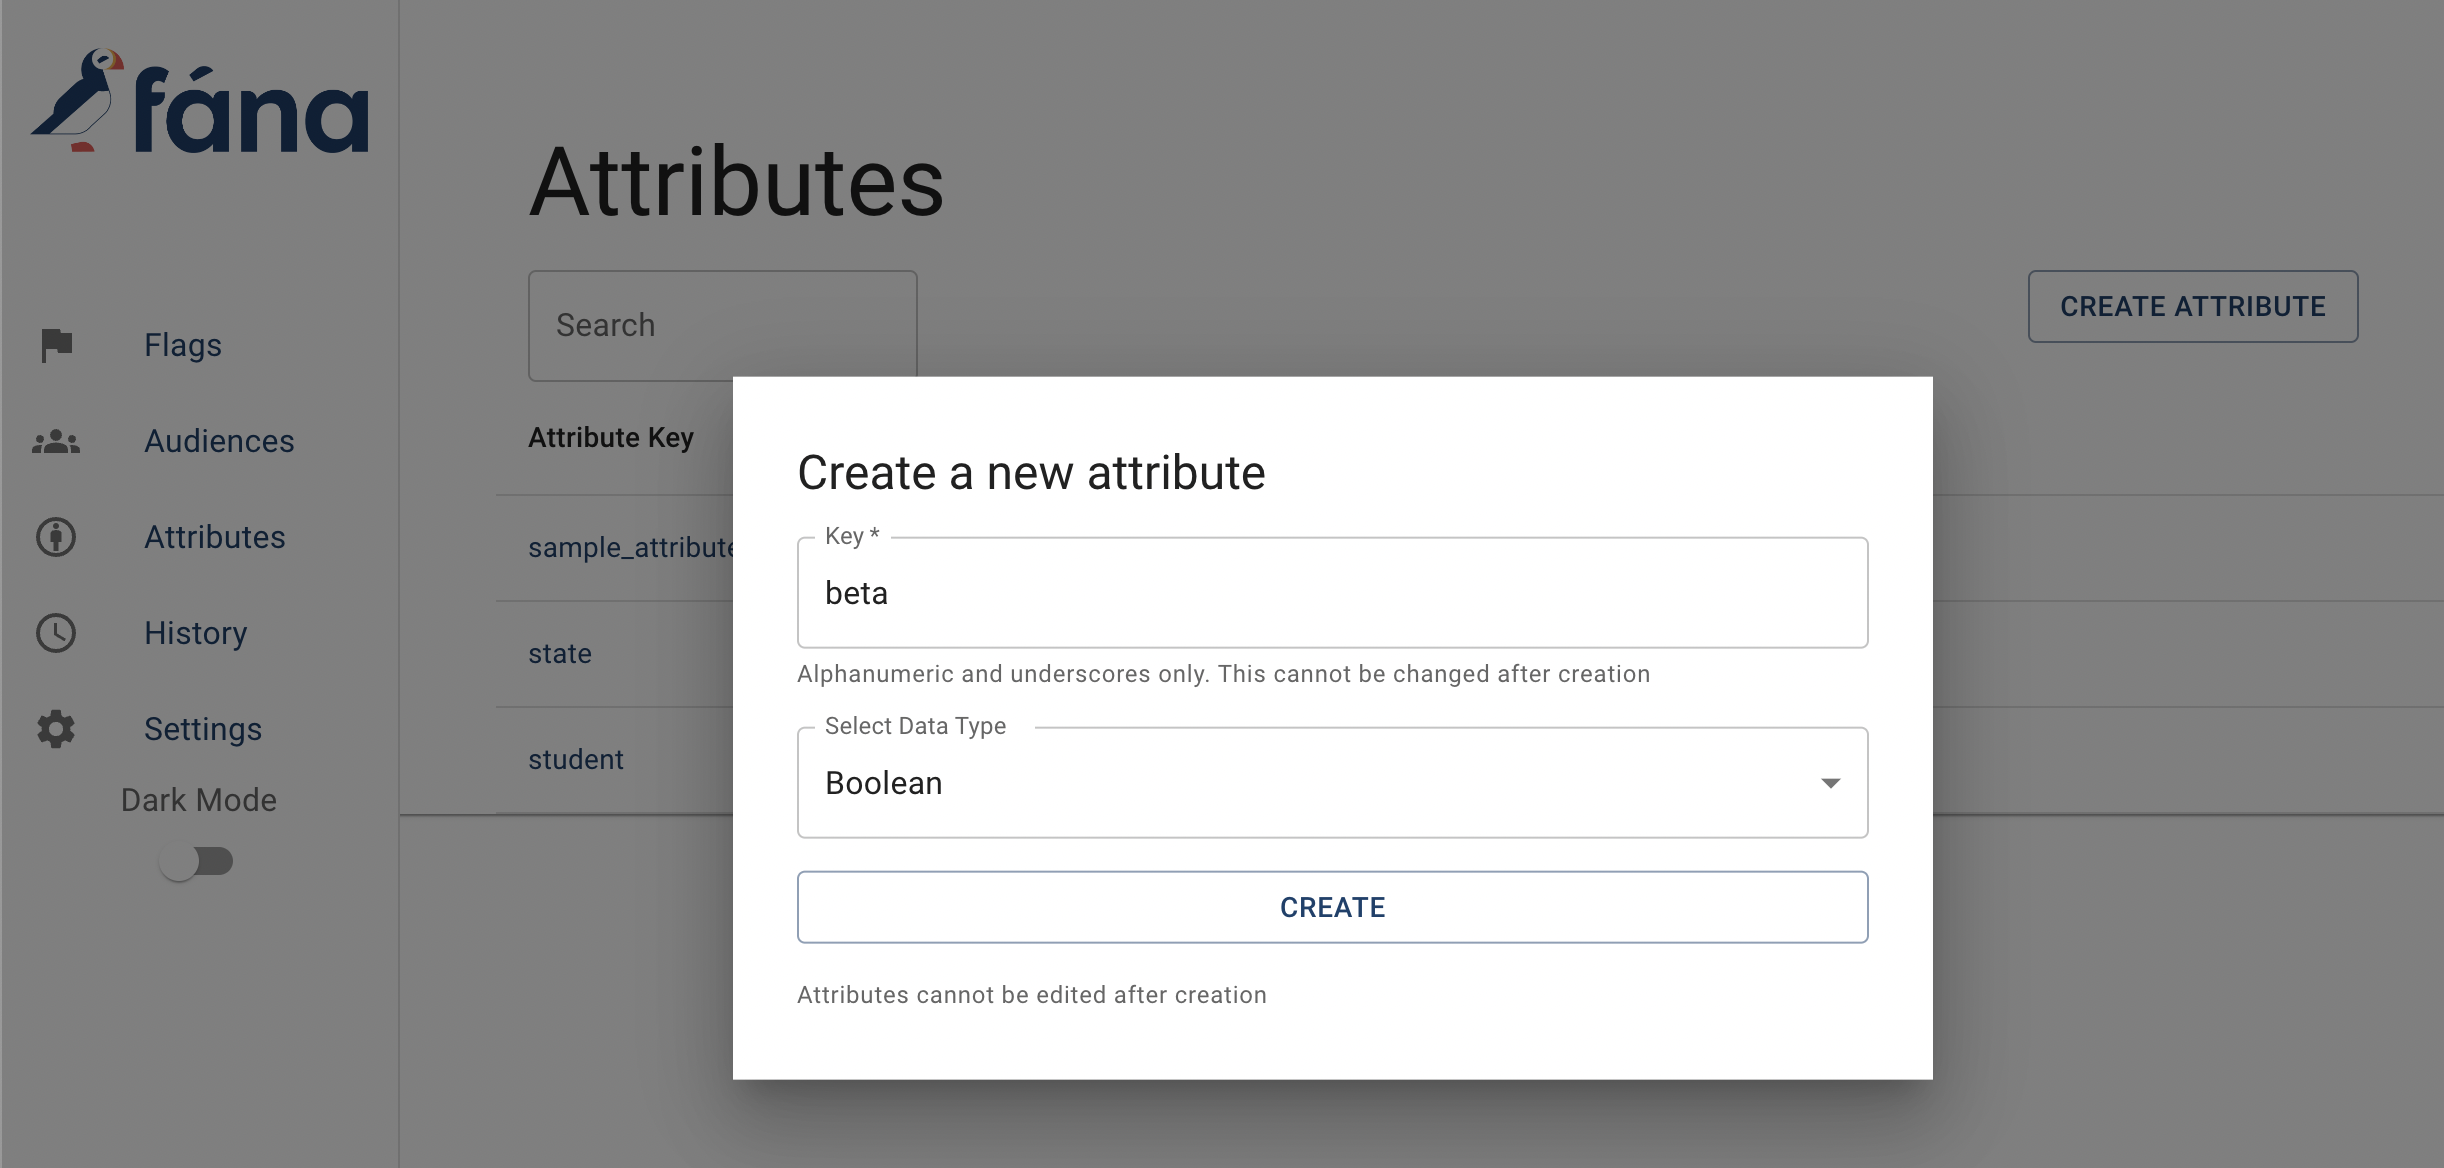 fána
Flags
Audiences
Attributes
History
Settings
Dark Mode
Attributes
Search
CREATE ATTRIBUTE
Attribute Key
sample_attribute
state
student
Create a new attribute
Key *
beta
Alphanumeric and underscores only. This cannot be changed after creation
Select Data Type
Boolean
CREATE
Attributes cannot be edited after creation